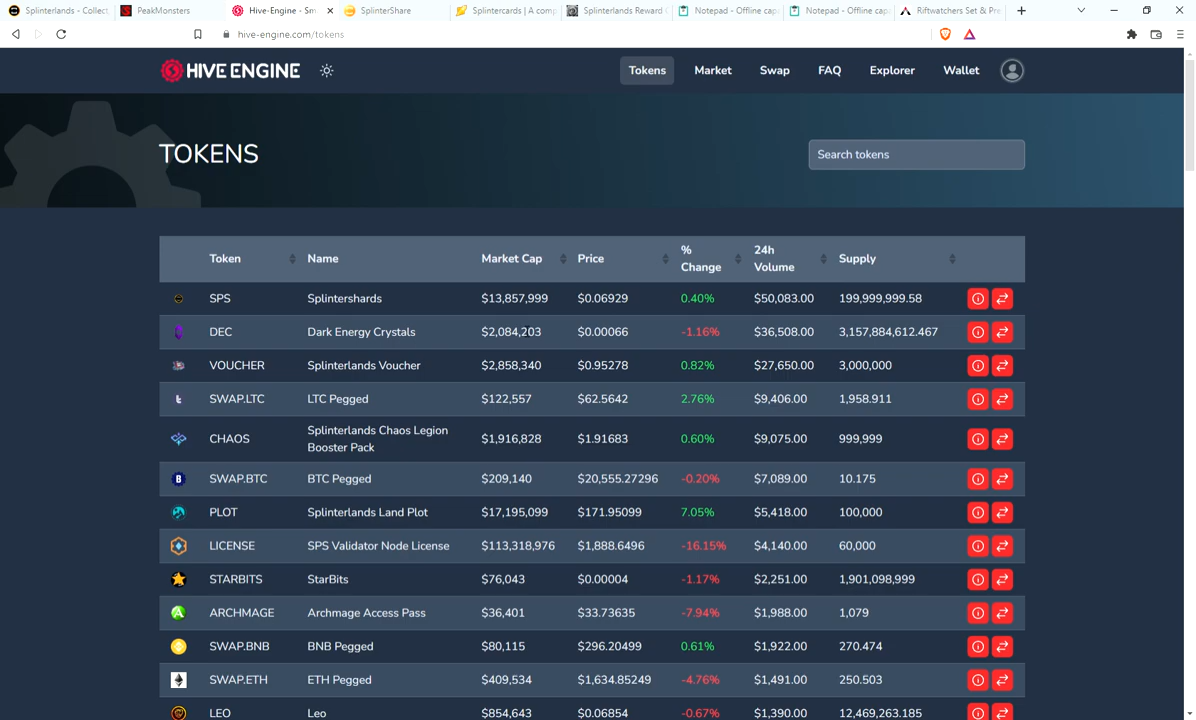 Splinterlands - Collect.
PeakMonsters
Hive-Engine - Sm
SplinterShare
Splintercards | A comp
Splinterlands Reward
Notepad - Offline cap
Notepad - Offline cap
Riftwatchers Set & Pre
hive-engine.com/tokens
HIVE ENGINE
Tokens Market Swap FAQ Explorer Wallet
TOKENS
Search tokens
Token Name Market Cap Price % Change 24h Volume Supply
SPS Splintershards $13,857,999 $0.06929 0.40% $50,083.00 199,999,999.58
DEC Dark Energy Crystals $2,084,203 $0.00066 -1.16% $36,508.00 3,157,884,612.467
VOUCHER Splinterlands Voucher $2,858,340 $0.95278 0.82% $27,650.00 3,000,000
SWAP.LTC LTC Pegged $122,557 $62.5642 2.76% $9,406.00 1,958.911
CHAOS Splinterlands Chaos Legion Booster Pack $1,916,828 $1.91683 0.60% $9,075.00 999,999
SWAP.BTC BTC Pegged $209,140 $20,555.27296 -0.20% $7,089.00 10.175
PLOT Splinterlands Land Plot $17,195,099 $171.95099 7.05% $5,418.00 100,000
LICENSE SPS Validator Node License $113,318,976 $1,888.6496 -16.15% $4,140.00 60,000
STARBITS StarBits $76,043 $0.00004 -1.17% $2,251.00 1,901,098,999
ARCHMAGE Archmage Access Pass $36,401 $33.73635 -7.94% $1,988.00 1,079
SWAP.BNB BNB Pegged $80,115 $296.20499 0.61% $1,922.00 270.474
SWAP.ETH ETH Pegged $409,534 $1,634.85249 -4.76% $1,491.00 250.503
LEO Leo $854,643 $0.06854 -0.67% $1,390.00 12,469,263.185